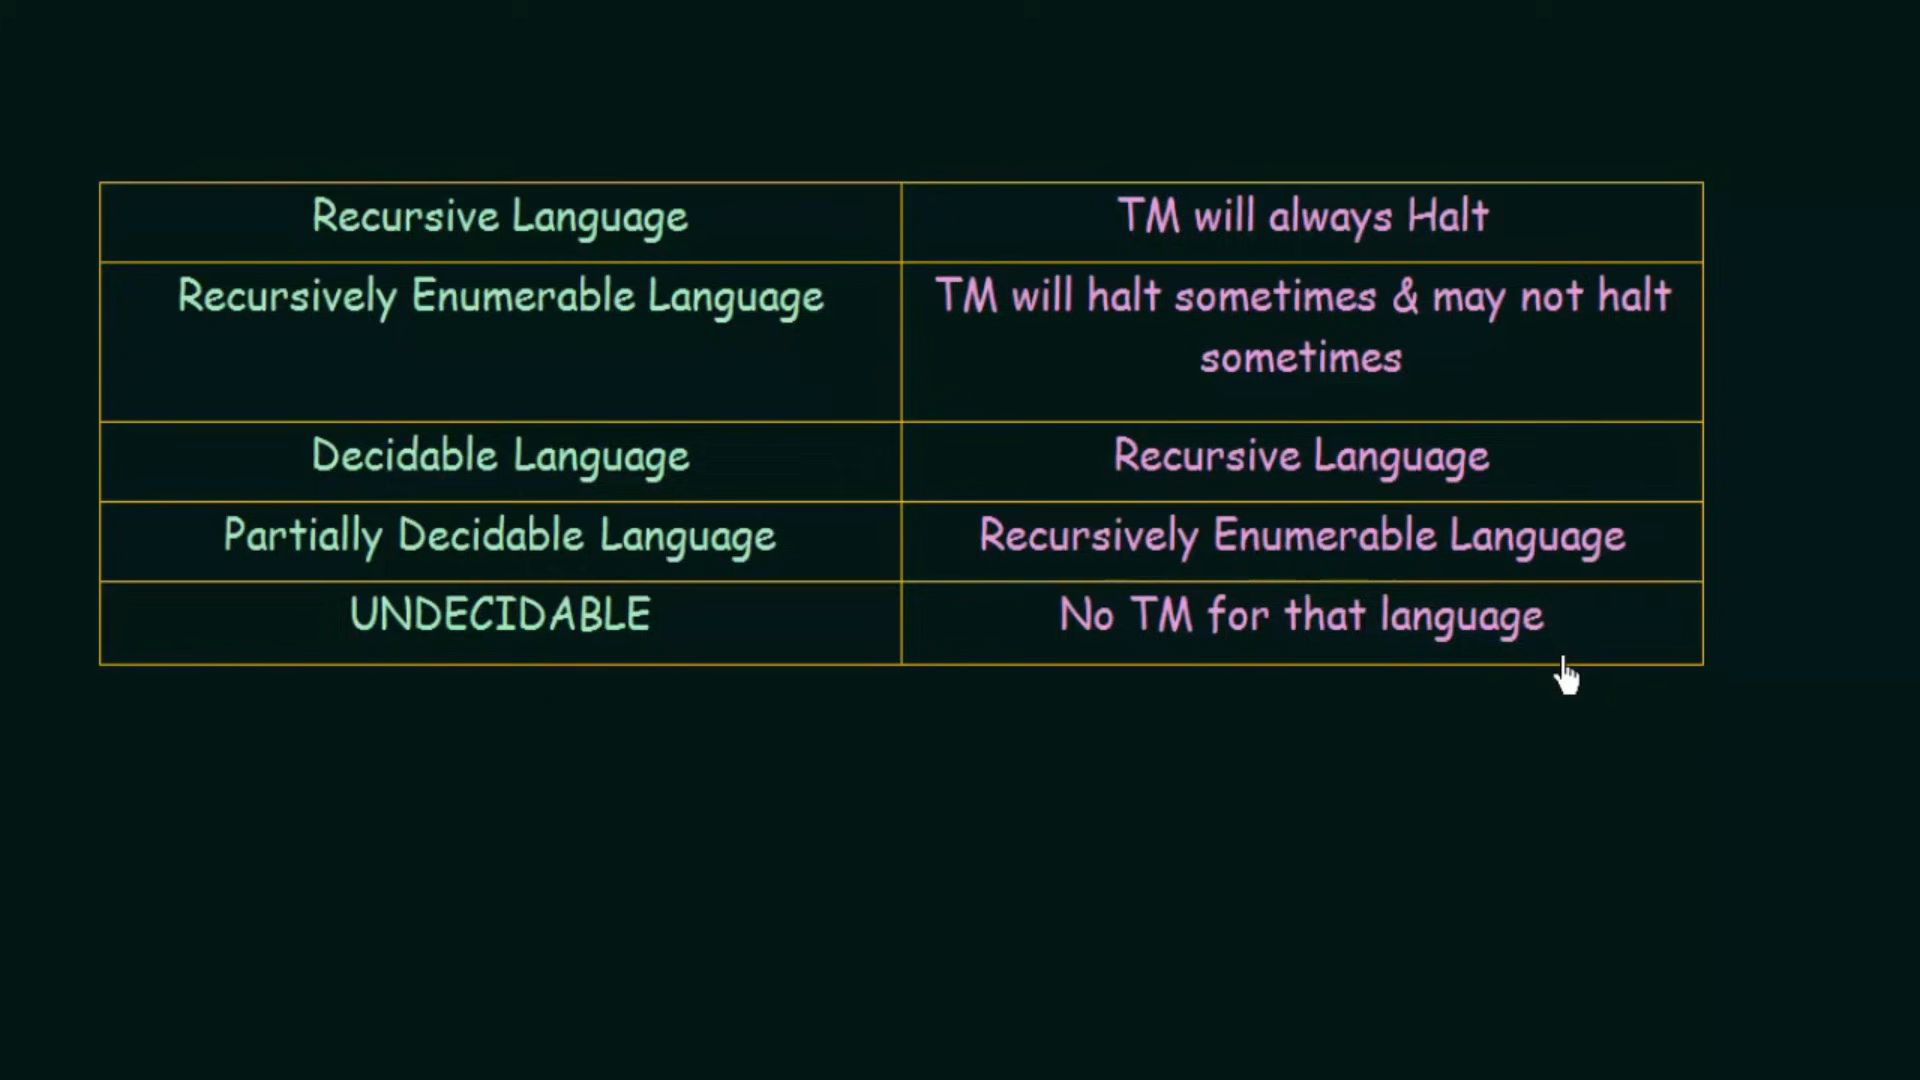 Recursive Language
TM will always Halt
Recursively Enumerable Language
TM will halt sometimes & may not halt
sometimes
Decidable Language
Recursive Language
Partially Decidable Language
Recursively Enumerable Language
UNDECIDABLE
No TM for that language